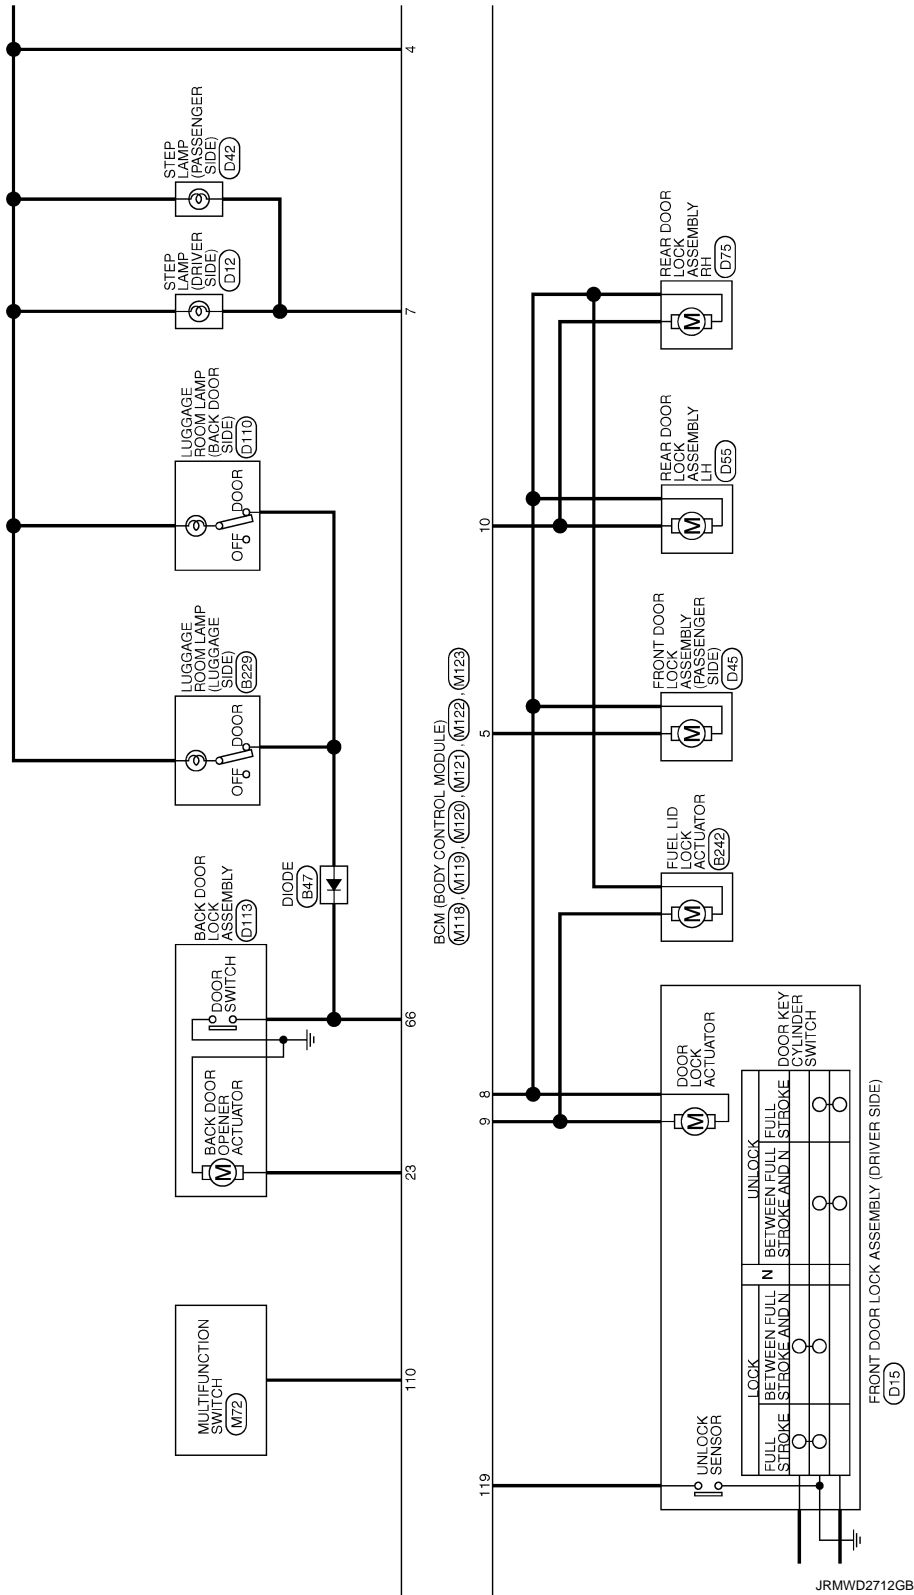 4
STEP
LAMP
(PASSENGER
SIDE)
D42
STEP
LAMP
(DRIVER
SIDE)
D12
7
LUGGAGE
ROOM LAMP
(BACK DOOR
SIDE)
D110
OFF
DOOR
LUGGAGE
ROOM LAMP
(LUGGAGE
SIDE)
B229
OFF
DOOR
DIODE
B47
BACK DOOR
LOCK
ASSEMBLY
D113
DOOR
SWITCH
BACK DOOR
OPENER
ACTUATOR
M
66
23
MULTIFUNCTION
SWITCH
M72
110
BCM (BODY CONTROL MODULE)
M118, M119, M120, M121, M122, M123
REAR DOOR
LOCK
ASSEMBLY
RH
D75
M
REAR DOOR
LOCK
ASSEMBLY
LH
D55
M
10
FRONT DOOR
LOCK
ASSEMBLY
(PASSENGER
SIDE)
D45
M
5
FUEL LID
LOCK
ACTUATOR
B242
M
8
9
DOOR
LOCK
ACTUATOR
M
119
UNLOCK
SENSOR
DOOR KEY
CYLINDER
SWITCH
LOCK
N
UNLOCK
FULL
STROKE
BETWEEN FULL
STROKE AND N
BETWEEN FULL
STROKE AND N
FULL
STROKE
FRONT DOOR LOCK ASSEMBLY (DRIVER SIDE)
D15
JRMWD2712GB